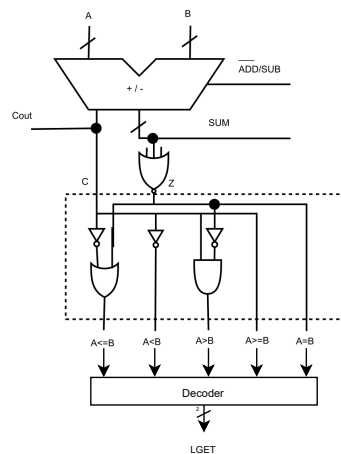 A
B
+ / -
ADD/SUB
Cout
SUM
C
Z
A<=B
A<B
A>B
A>=B
A=B
Decoder
2
LGET